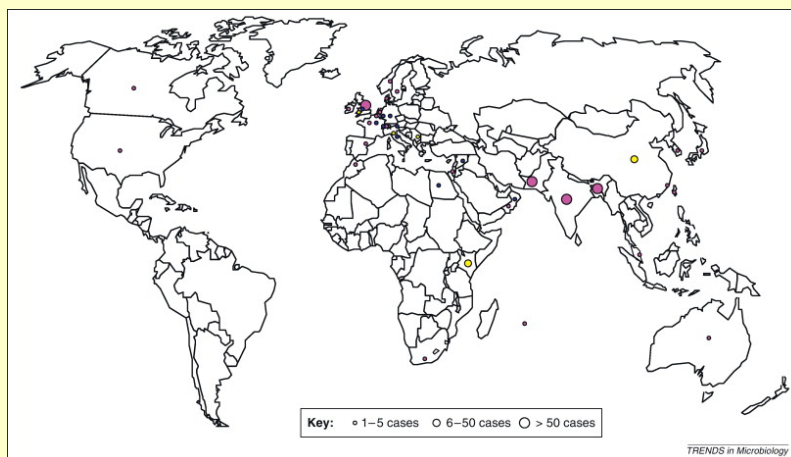 Key: 1–5 cases 6–50 cases > 50 cases
TRENDS in Microbiology